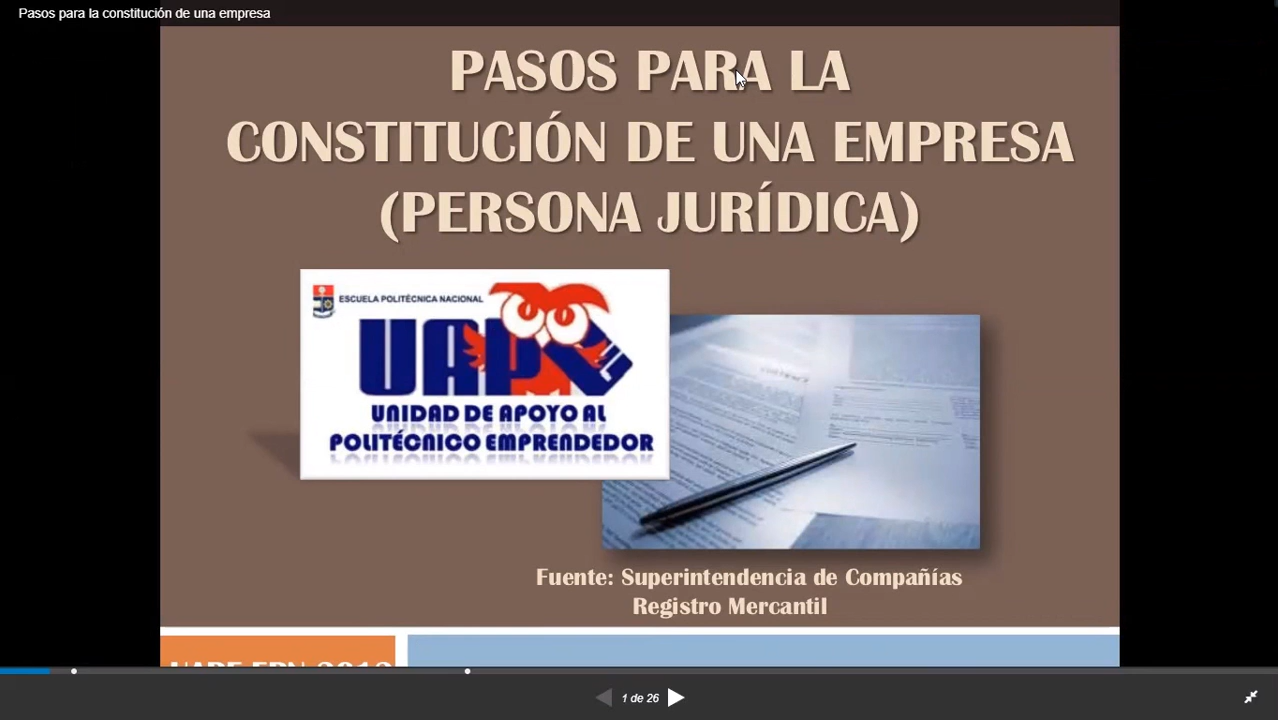 Pasos para la constitución de una empresa
PASOS PARA LA
CONSTITUCIÓN DE UNA EMPRESA
(PERSONA JURÍDICA)
ESCUELA POLITÉCNICA NACIONAL
UAPE
UNIDAD DE APOYO AL
POLITÉCNICO EMPRENDEDOR
Fuente: Superintendencia de Compañías
Registro Mercantil
1 de 26